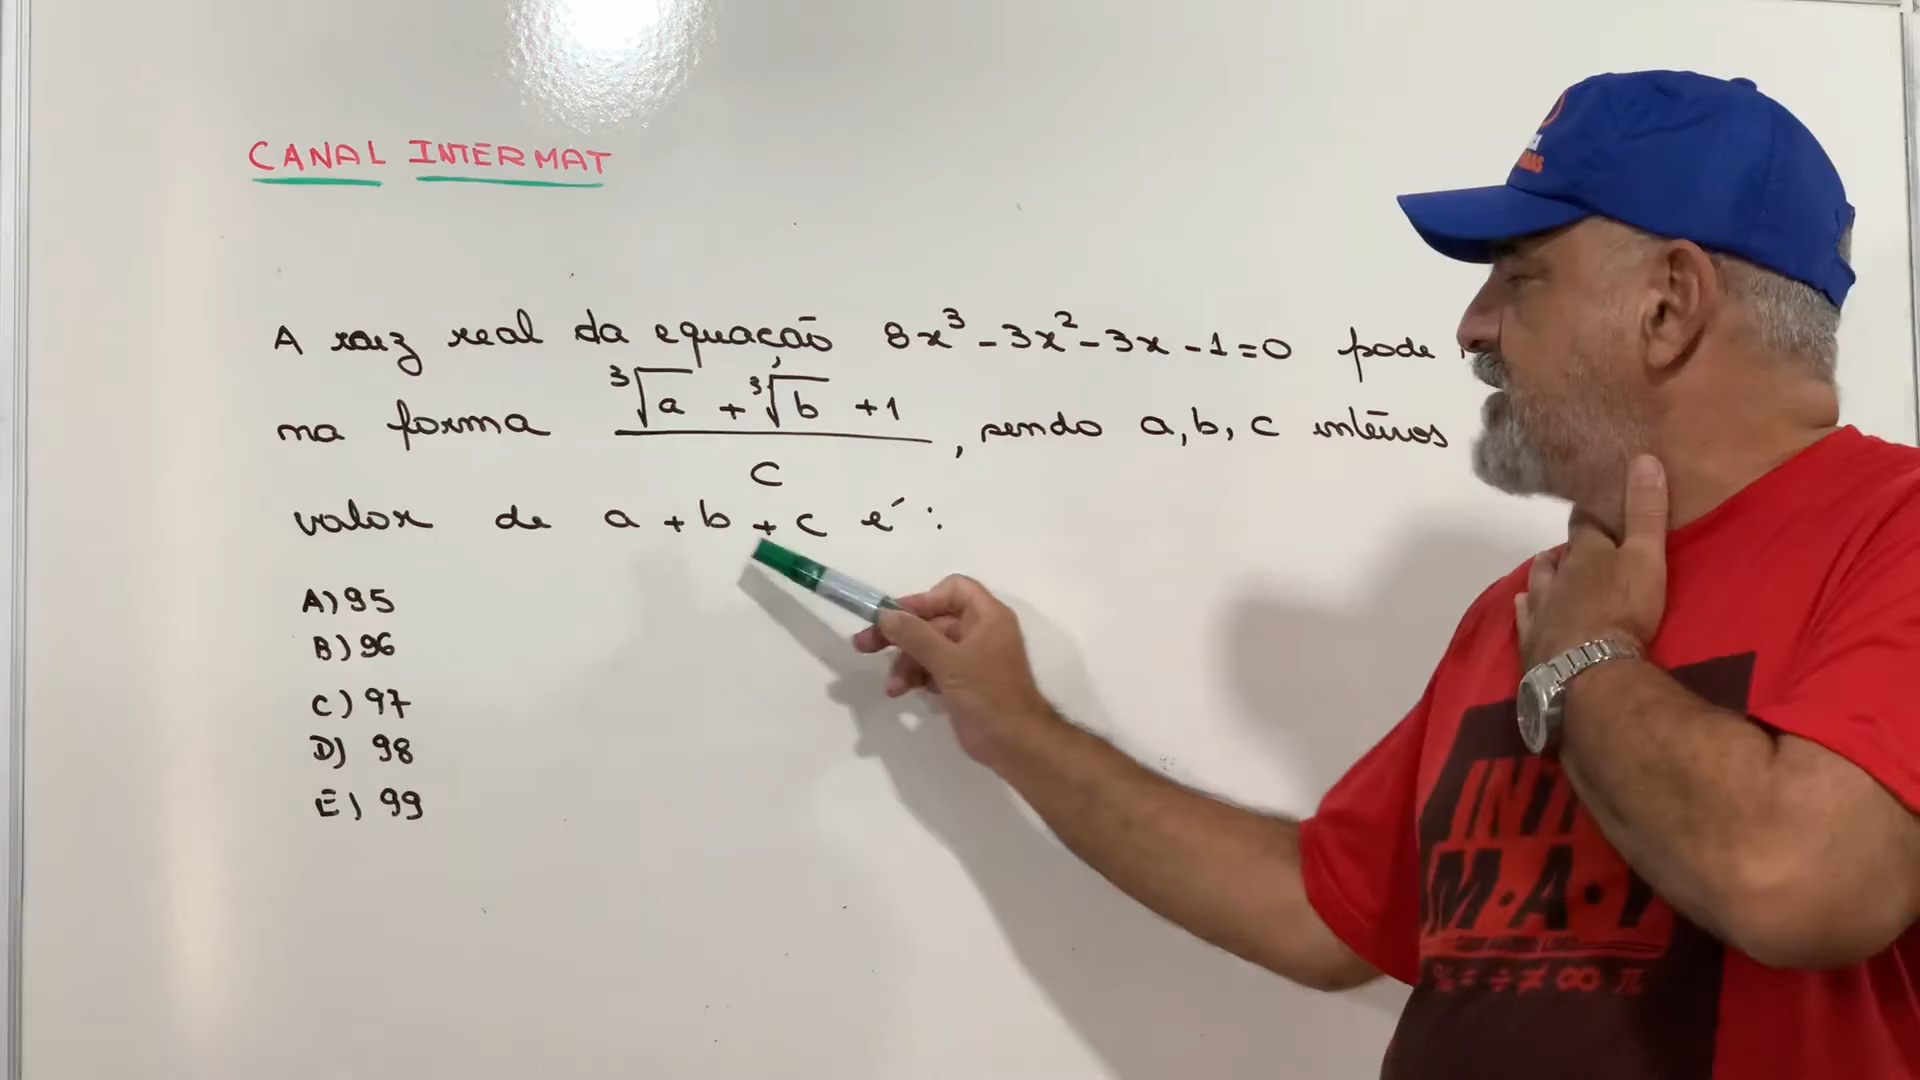 CANAL INTERMAT
A raiz real da equação 8x³ - 3x² - 3x - 1 = 0 pode
na forma (∛a + ∛b + 1)/c, sendo a, b, c inteiros
valor de a + b + c é:
A) 95
B) 96
C) 97
D) 98
E) 99
INT
M·A·T
% = ÷ ≠ ∞ π